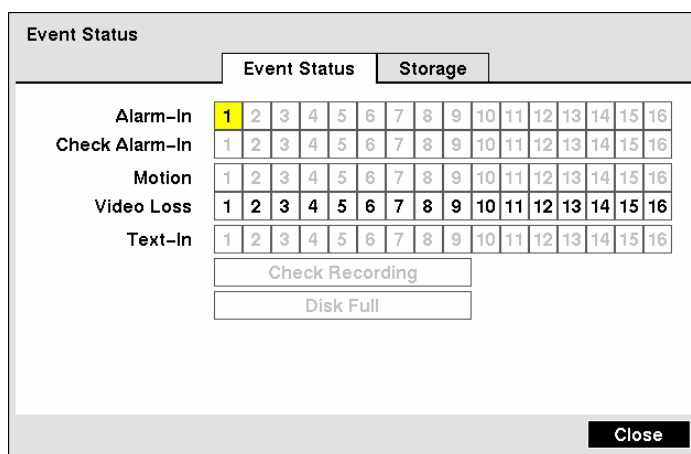 Event Status
Event Status Storage
Alarm-In 1 2 3 4 5 6 7 8 9 10 11 12 13 14 15 16
Check Alarm-In 1 2 3 4 5 6 7 8 9 10 11 12 13 14 15 16
Motion 1 2 3 4 5 6 7 8 9 10 11 12 13 14 15 16
Video Loss 1 2 3 4 5 6 7 8 9 10 11 12 13 14 15 16
Text-In 1 2 3 4 5 6 7 8 9 10 11 12 13 14 15 16
Check Recording
Disk Full
Close